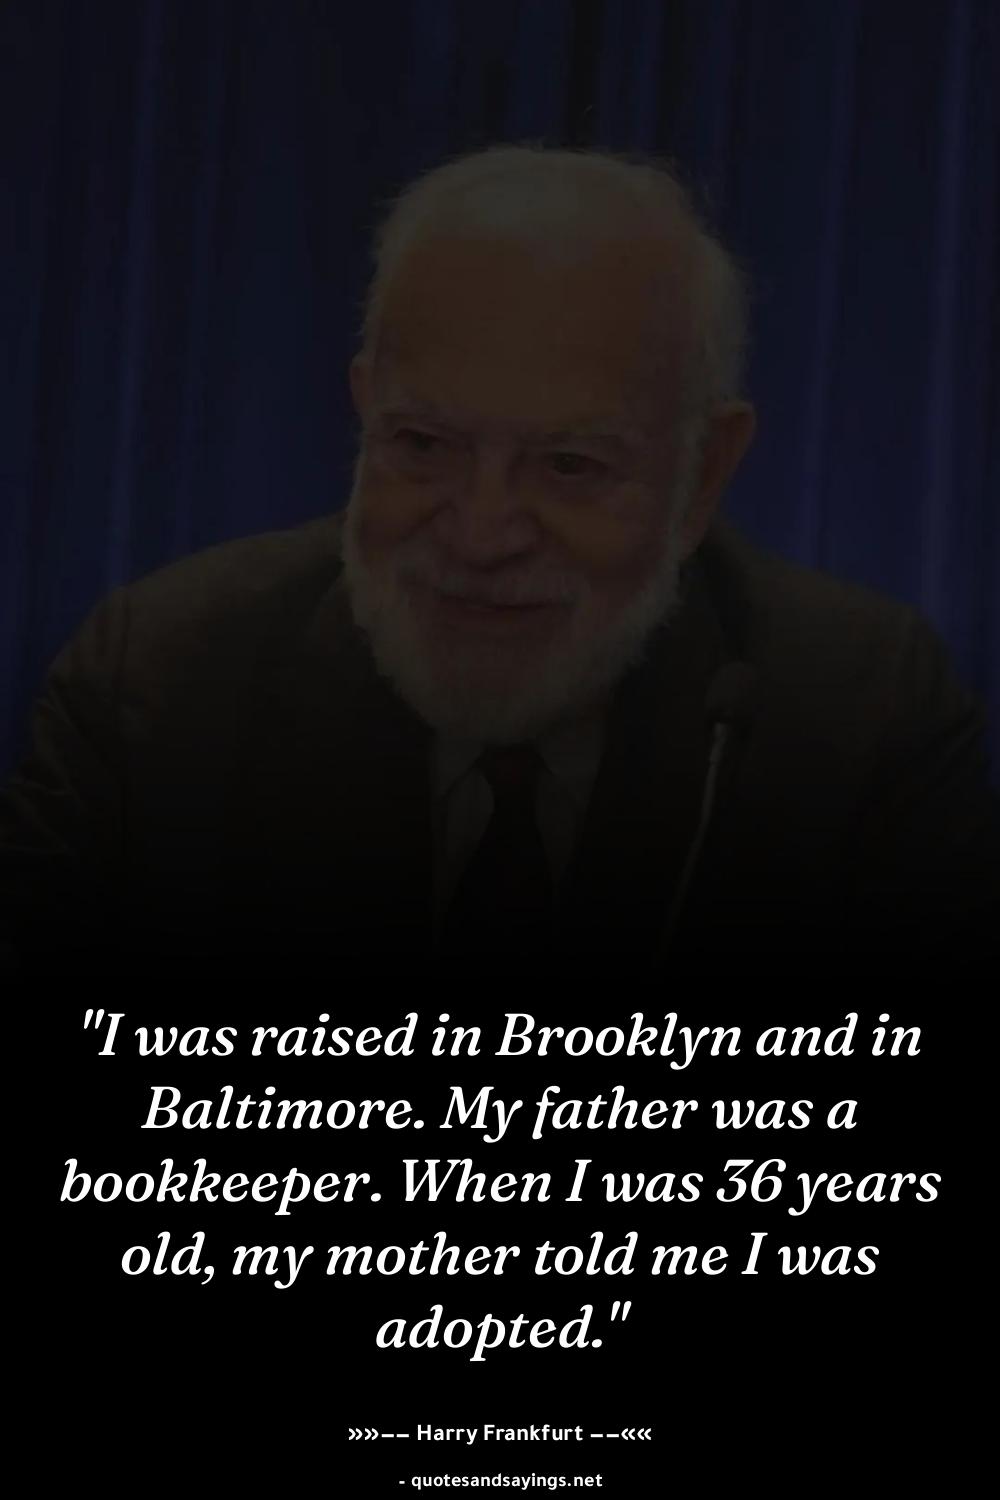 "I was raised in Brooklyn and in
Baltimore. My father was a
bookkeeper. When I was 36 years
old, my mother told me I was
adopted."
»»—— Harry Frankfurt ——««
- quotesandsayings.net